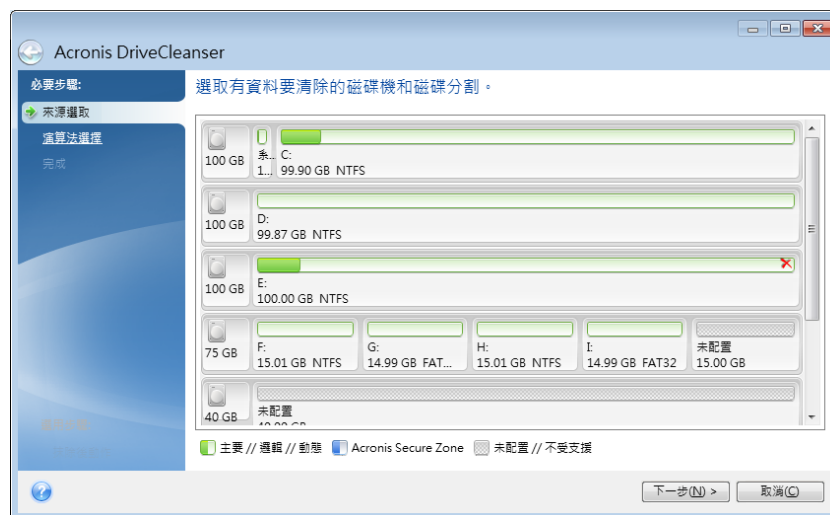 Acronis DriveCleanser
必要步驟:
來源選取
演算法選擇
完成
選取有資料要清除的磁碟機和磁碟分割。
100 GB
系...
1...
C:
99.90 GB NTFS
100 GB
D:
99.87 GB NTFS
100 GB
E:
100.00 GB NTFS
75 GB
F:
15.01 GB NTFS
G:
14.99 GB FAT...
H:
15.01 GB NTFS
I:
14.99 GB FAT32
未配置
15.00 GB
40 GB
未配置
主要 // 邏輯 // 動態 Acronis Secure Zone 未配置 // 不受支援
下一步(N) > 取消(C)